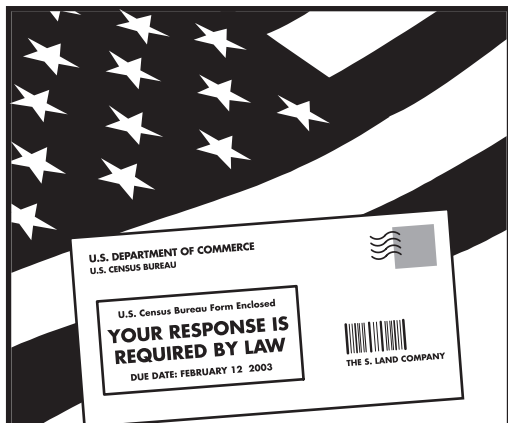 U.S. DEPARTMENT OF COMMERCE
U.S. CENSUS BUREAU
U.S. Census Bureau Form Enclosed
YOUR RESPONSE IS
REQUIRED BY LAW
DUE DATE: FEBRUARY 12 2003
THE S. LAND COMPANY